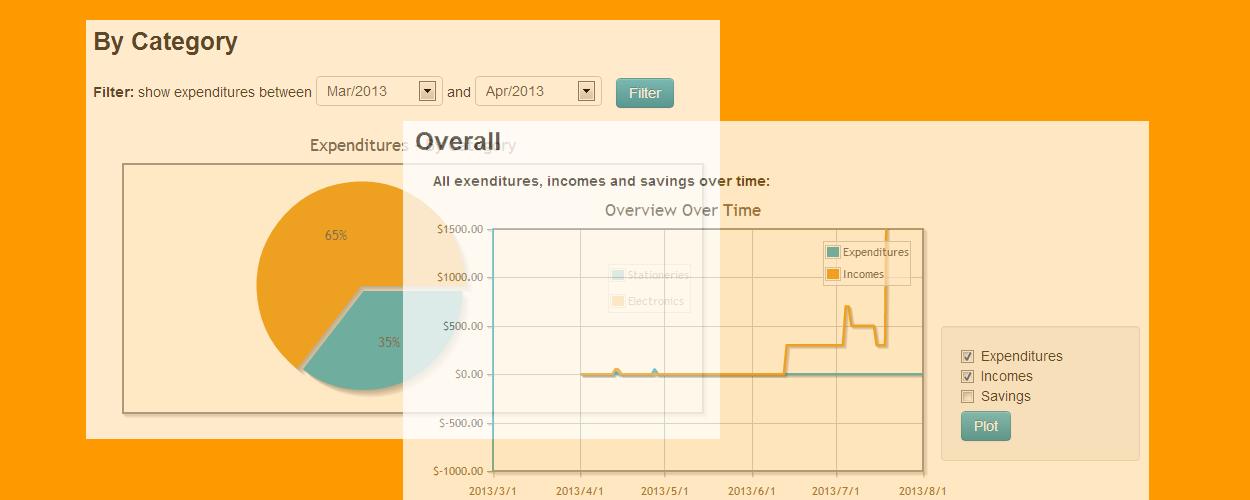 By Category
Filter: show expenditures between Mar/2013 and Apr/2013 Filter
Expenditures By Category
65%
35%
Stationeries
Electronics
Overall
All exenditures, incomes and savings over time:
Overview Over Time
$1500.00
$1000.00
$500.00
$0.00
$-500.00
$-1000.00
2013/3/1 2013/4/1 2013/5/1 2013/6/1 2013/7/1 2013/8/1
Expenditures
Incomes
Expenditures
Incomes
Savings
Plot